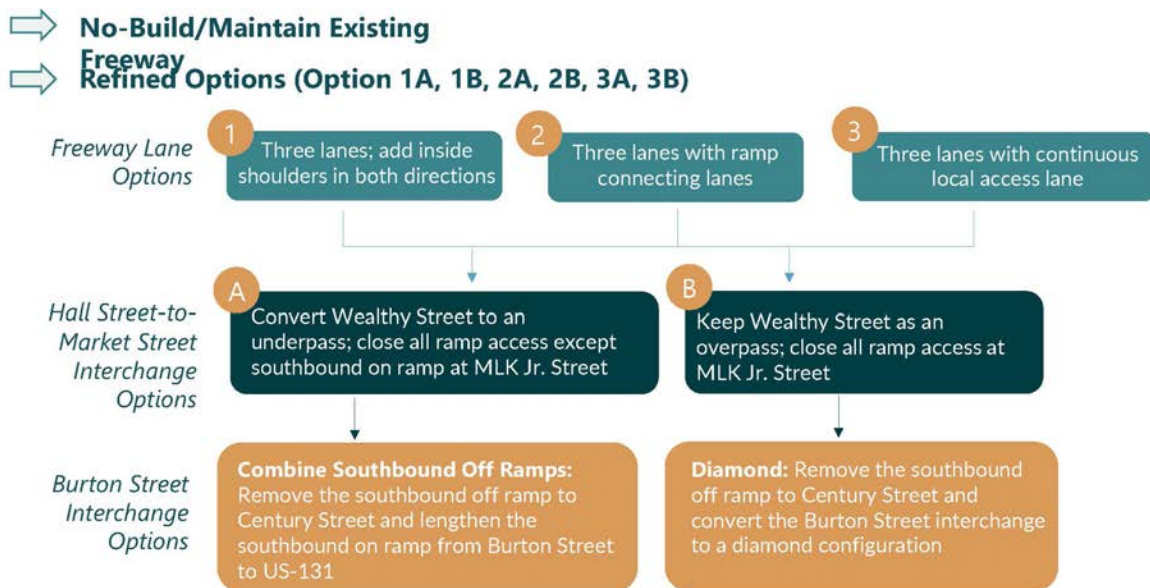 No-Build/Maintain Existing
Freeway
Refined Options (Option 1A, 1B, 2A, 2B, 3A, 3B)
Freeway Lane
Options
1
Three lanes; add inside
shoulders in both directions
2
Three lanes with ramp
connecting lanes
3
Three lanes with continuous
local access lane
Hall Street-to-
Market Street
Interchange
Options
A
Convert Wealthy Street to an
underpass; close all ramp access except
southbound on ramp at MLK Jr. Street
B
Keep Wealthy Street as an
overpass; close all ramp access at
MLK Jr. Street
Burton Street
Interchange
Options
Combine Southbound Off Ramps:
Remove the southbound off ramp to
Century Street and lengthen the
southbound on ramp from Burton Street
to US-131
Diamond: Remove the southbound
off ramp to Century Street and
convert the Burton Street interchange
to a diamond configuration